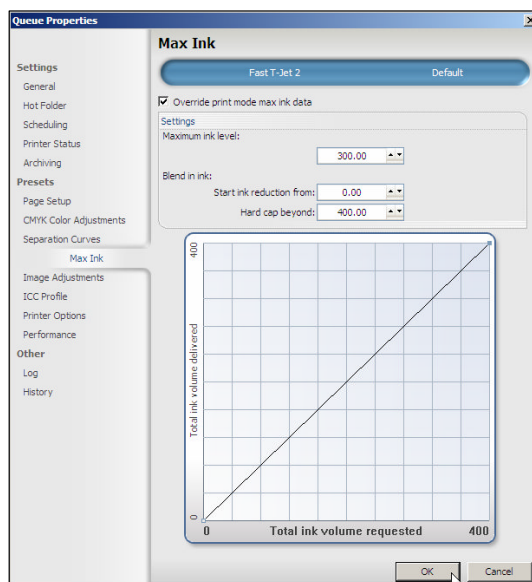 Queue Properties
Settings
General
Hot Folder
Scheduling
Printer Status
Archiving
Presets
Page Setup
CMYK Color Adjustments
Separation Curves
Max Ink
Image Adjustments
ICC Profile
Printer Options
Performance
Other
Log
History
Max Ink
Fast T-Jet 2 Default
Override print mode max ink data
Settings
Maximum ink level:
300.00
Blend in ink:
Start ink reduction from: 0.00
Hard cap beyond: 400.00
400
Total ink volume delivered
0
0 Total ink volume requested 400
OK Cancel